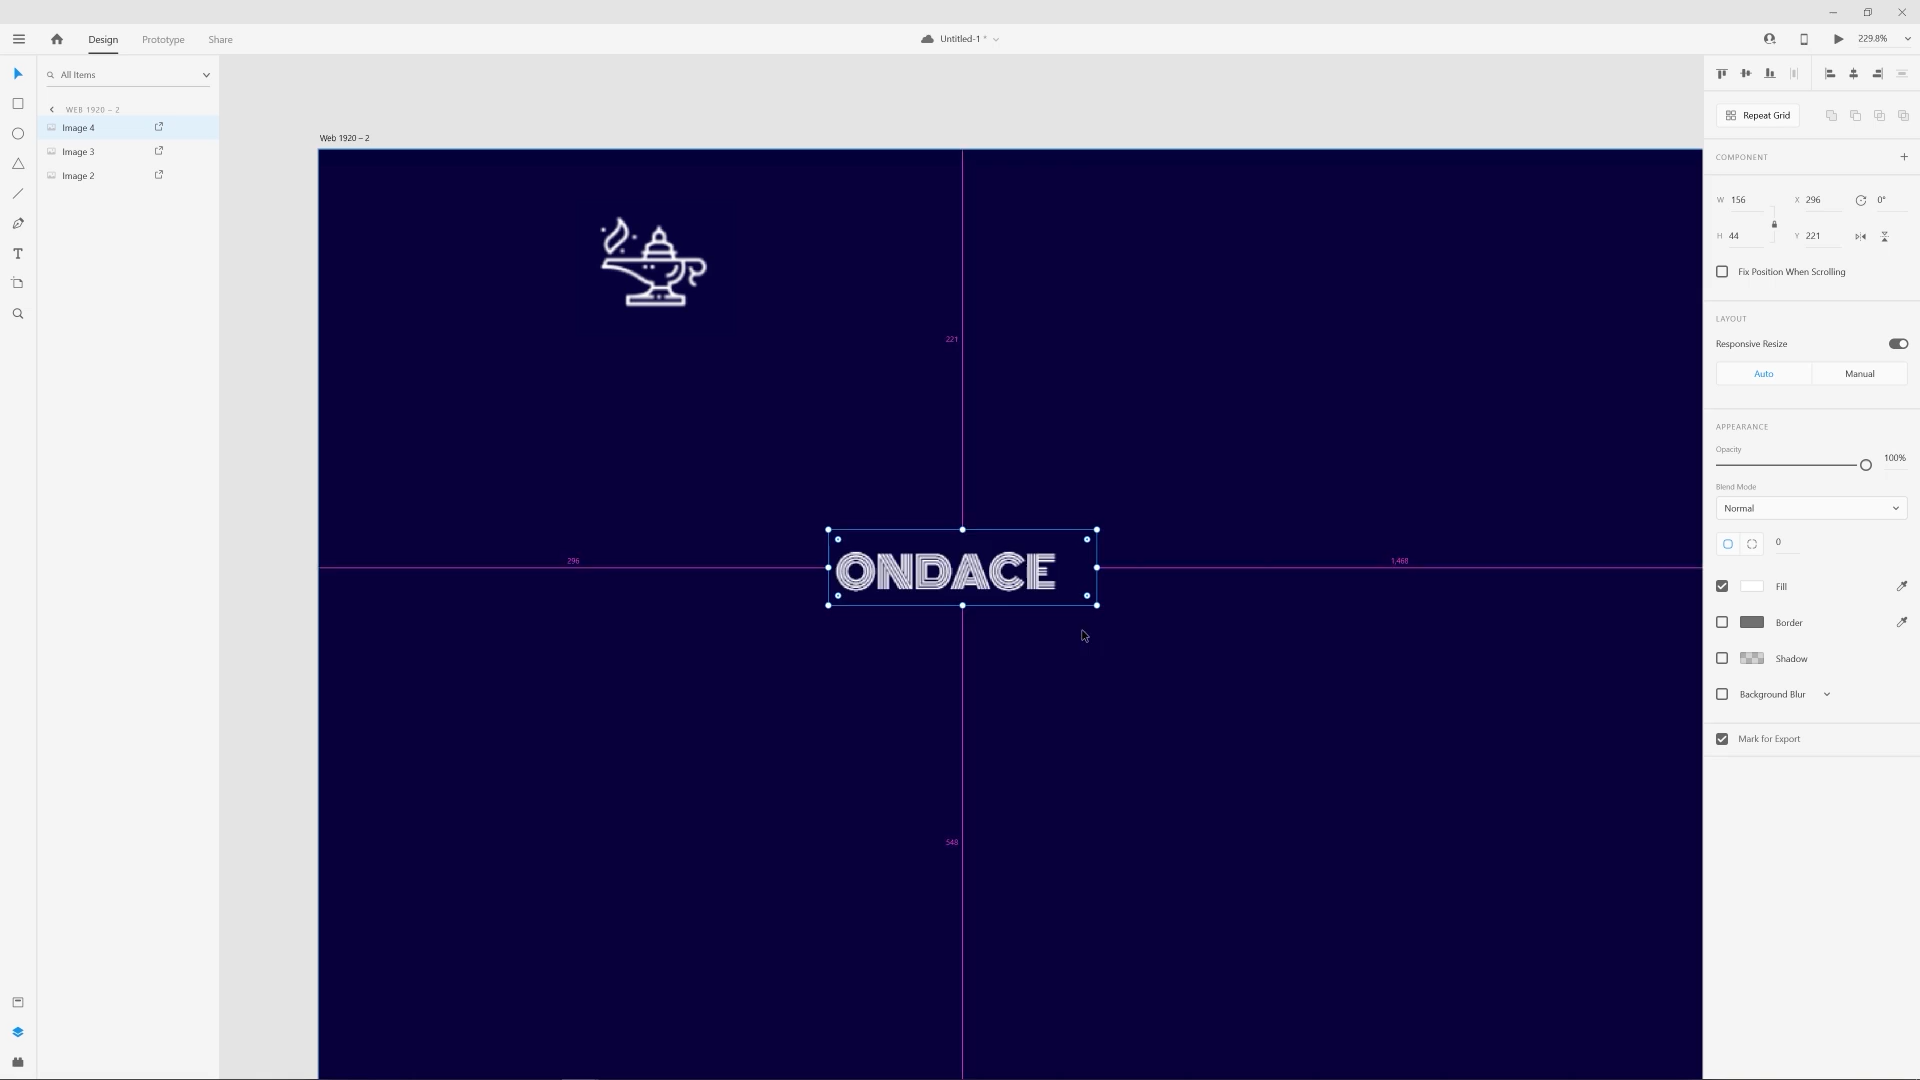 Design Prototype Share Untitled-1 * 229.8%
All Items
WEB 1920 – 2
Image 4
Image 3
Image 2
Web 1920 – 2
221
296
1,468
ONDACE
548
Repeat Grid
COMPONENT
W 156 X 296 0°
H 44 Y 221
Fix Position When Scrolling
LAYOUT
Responsive Resize
Auto Manual
APPEARANCE
Opacity
100%
Blend Mode
Normal
0
Fill
Border
Shadow
Background Blur
Mark for Export